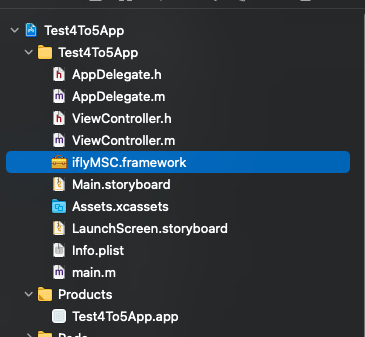 Test4To5App
Test4To5App
AppDelegate.h
AppDelegate.m
ViewController.h
ViewController.m
iflyMSC.framework
Main.storyboard
Assets.xcassets
LaunchScreen.storyboard
Info.plist
main.m
Products
Test4To5App.app